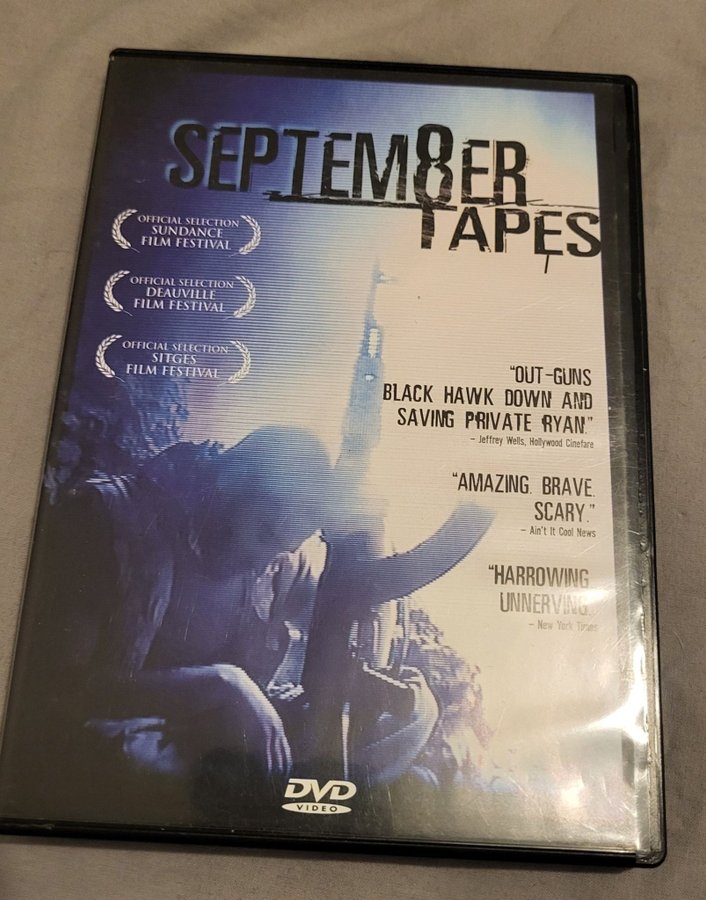 SEPTEM8ER
TAPES
OFFICIAL SELECTION
SUNDANCE
FILM FESTIVAL
OFFICIAL SELECTION
DEAUVILLE
FILM FESTIVAL
OFFICIAL SELECTION
SITGES
FILM FESTIVAL
"OUT-GUNS
BLACK HAWK DOWN AND
SAVING PRIVATE RYAN."
- Jeffrey Wells, Hollywood Cinefare
"AMAZING. BRAVE.
SCARY."
- Ain't It Cool News
"HARROWING.
UNNERVING."
- New York Times
DVD
VIDEO